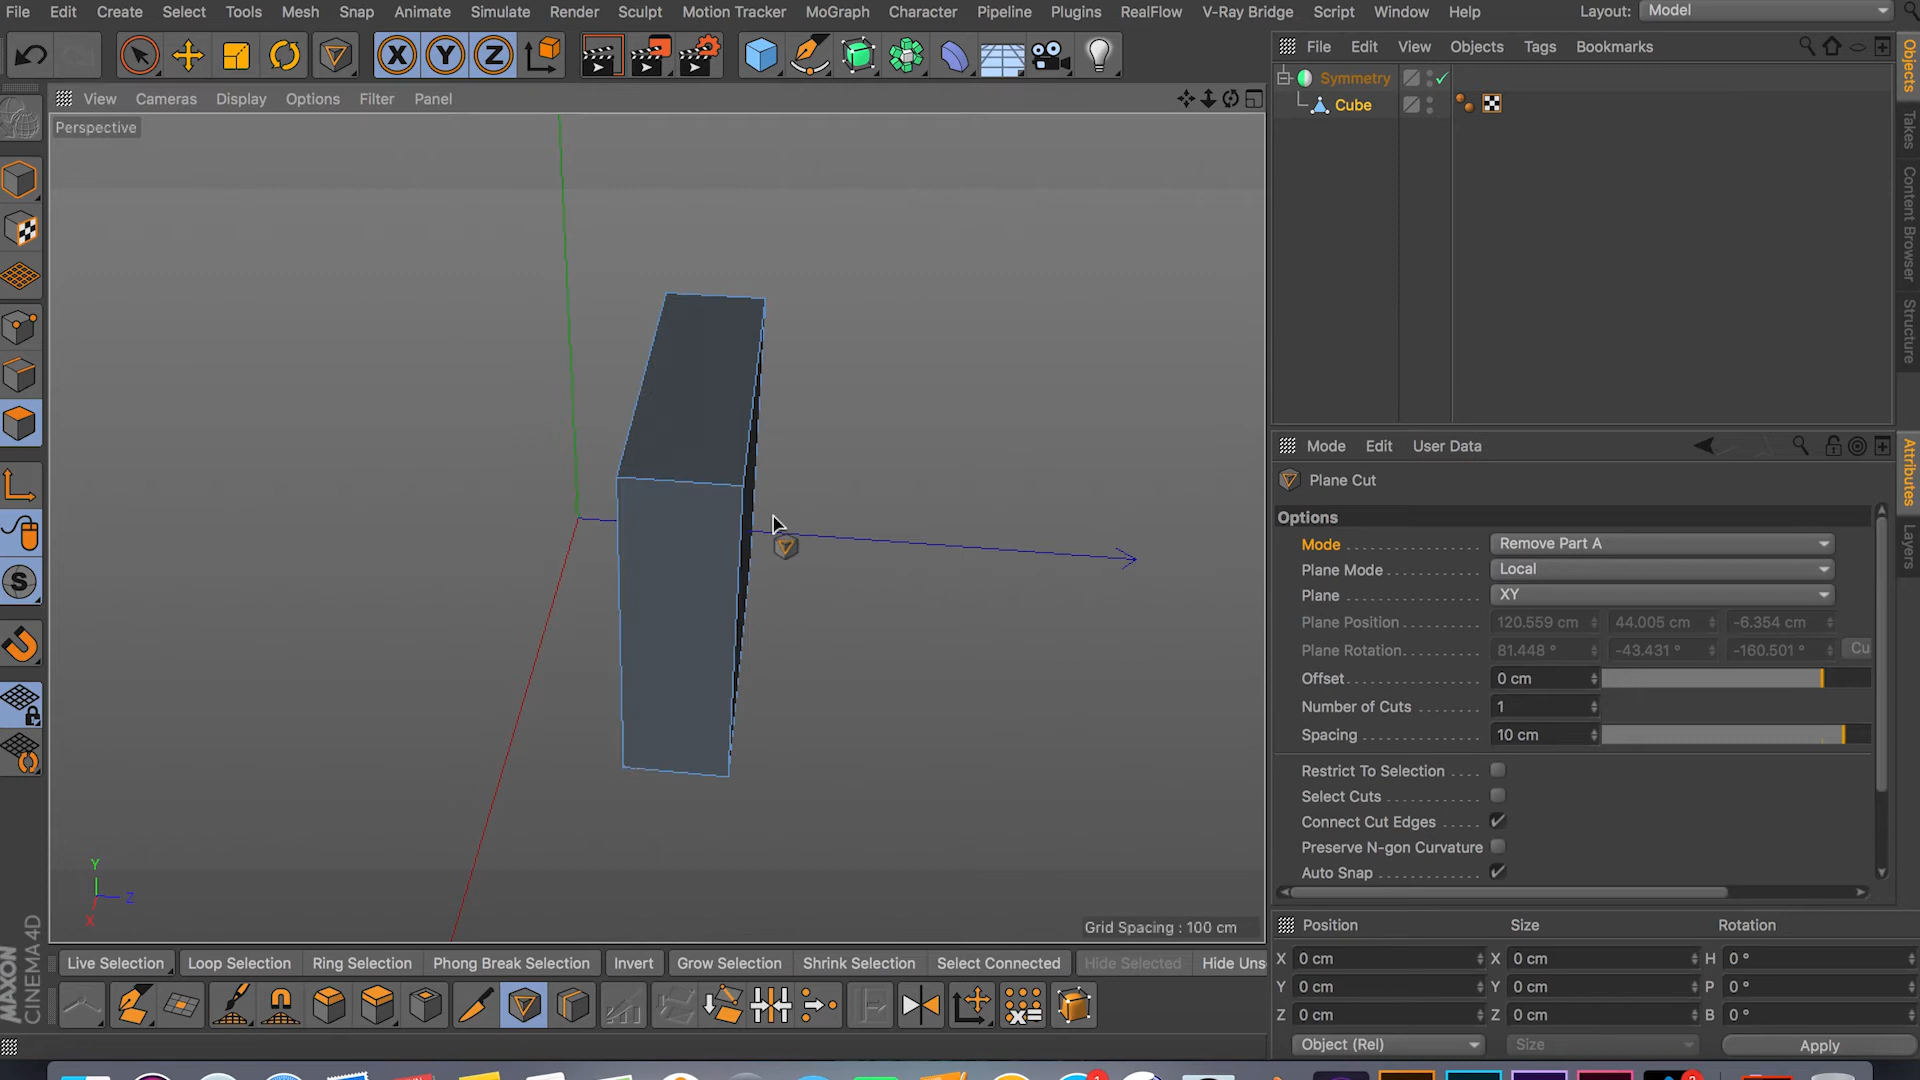 File Edit Create Select Tools Mesh Snap Animate Simulate Render Sculpt Motion Tracker MoGraph Character Pipeline Plugins RealFlow V-Ray Bridge Script Window Help Layout: Model
X Y Z
File Edit View Objects Tags Bookmarks
Objects
Takes
Content Browser
Structure
Symmetry
Cube
View Cameras Display Options Filter Panel
Perspective
Mode Edit User Data
Attributes
Layers
Plane Cut
Options
Mode Remove Part A
Plane Mode Local
Plane XY
Plane Position 120.559 cm 44.005 cm -6.354 cm
Plane Rotation 81.448 ° -43.431 ° -160.501 ° Cu
Offset 0 cm
Number of Cuts 1
Spacing 10 cm
Restrict To Selection
Select Cuts
Connect Cut Edges
Preserve N-gon Curvature
Auto Snap
S
Y
Z
X
Grid Spacing : 100 cm
MAXON
CINEMA 4D
Live Selection Loop Selection Ring Selection Phong Break Selection Invert Grow Selection Shrink Selection Select Connected Hide Selected Hide Uns
Position Size Rotation
X 0 cm X 0 cm H 0 °
Y 0 cm Y 0 cm P 0 °
Z 0 cm Z 0 cm B 0 °
Object (Rel) Size Apply